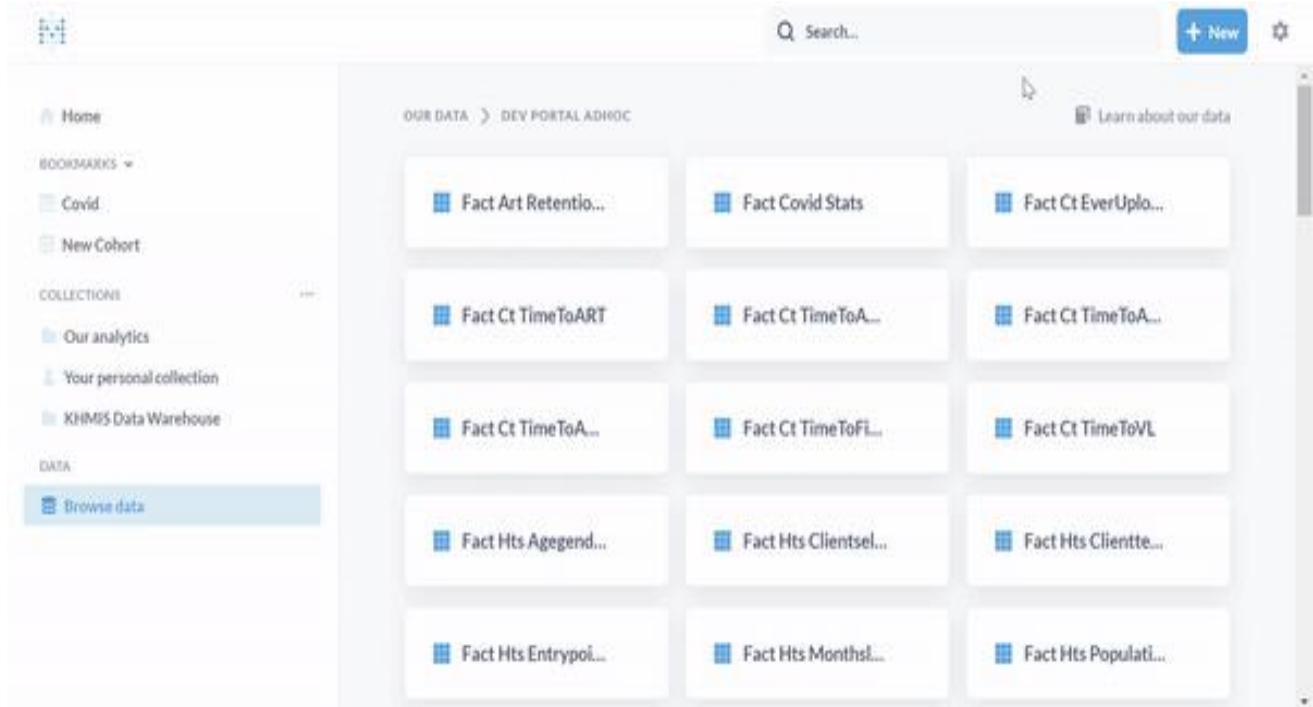 Search...
+ New
Home
BOOKMARKS
Covid
New Cohort
COLLECTIONS
...
Our analytics
Your personal collection
KHMIS Data Warehouse
DATA
Browse data
OUR DATA > DEV PORTAL ADHOC
Learn about our data
Fact Art Retentio...
Fact Covid Stats
Fact Ct EverUplo...
Fact Ct TimeToART
Fact Ct TimeToA...
Fact Ct TimeToA...
Fact Ct TimeToA...
Fact Ct TimeToFi...
Fact Ct TimeToVL
Fact Hts Agegend...
Fact Hts Clientsel...
Fact Hts Clientte...
Fact Hts Entrypoi...
Fact Hts Monthsl...
Fact Hts Populati...